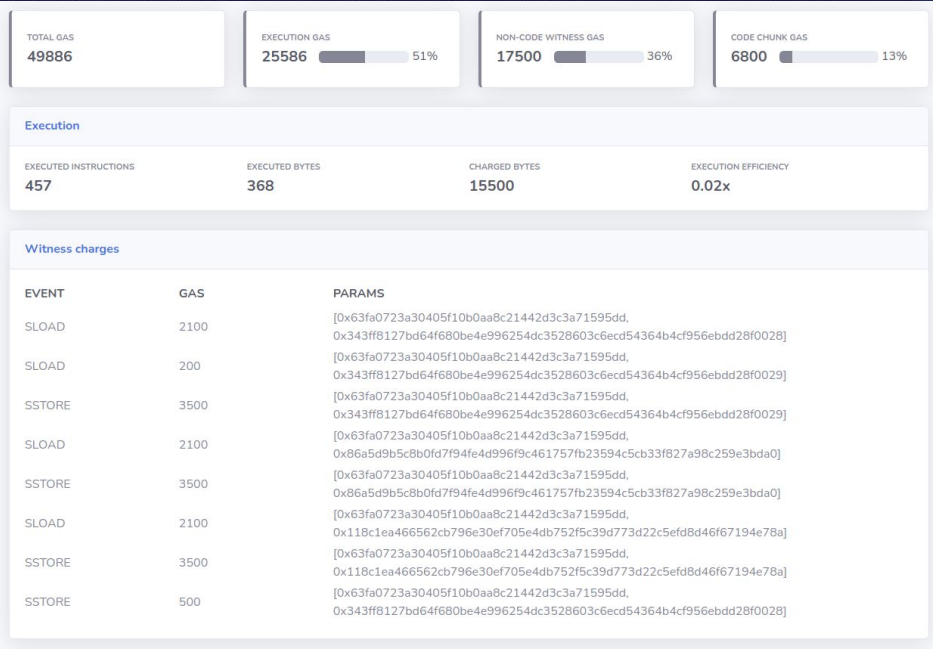 TOTAL GAS
49886
EXECUTION GAS
25586 51%
NON-CODE WITNESS GAS
17500 36%
CODE CHUNK GAS
6800 13%
Execution
EXECUTED INSTRUCTIONS
457
EXECUTED BYTES
368
CHARGED BYTES
15500
EXECUTION EFFICIENCY
0.02x
Witness charges
EVENT GAS PARAMS
SLOAD 2100 [0x63fa0723a30405f10b0aa8c21442d3c3a71595dd,
0x343ff8127bd64f680be4e996254dc3528603c6ecd54364b4cf956ebdd28f0028]
SLOAD 200 [0x63fa0723a30405f10b0aa8c21442d3c3a71595dd,
0x343ff8127bd64f680be4e996254dc3528603c6ecd54364b4cf956ebdd28f0029]
SSTORE 3500 [0x63fa0723a30405f10b0aa8c21442d3c3a71595dd,
0x343ff8127bd64f680be4e996254dc3528603c6ecd54364b4cf956ebdd28f0029]
SLOAD 2100 [0x63fa0723a30405f10b0aa8c21442d3c3a71595dd,
0x86a5d9b5c8b0fd7f94fe4d996f9c461757fb23594c5cb33f827a98c259e3bda0]
SSTORE 3500 [0x63fa0723a30405f10b0aa8c21442d3c3a71595dd,
0x86a5d9b5c8b0fd7f94fe4d996f9c461757fb23594c5cb33f827a98c259e3bda0]
SLOAD 2100 [0x63fa0723a30405f10b0aa8c21442d3c3a71595dd,
0x118c1ea466562cb796e30ef705e4db752f5c39d773d22c5efd8d46f67194e78a]
SSTORE 3500 [0x63fa0723a30405f10b0aa8c21442d3c3a71595dd,
0x118c1ea466562cb796e30ef705e4db752f5c39d773d22c5efd8d46f67194e78a]
SSTORE 500 [0x63fa0723a30405f10b0aa8c21442d3c3a71595dd,
0x343ff8127bd64f680be4e996254dc3528603c6ecd54364b4cf956ebdd28f0028]